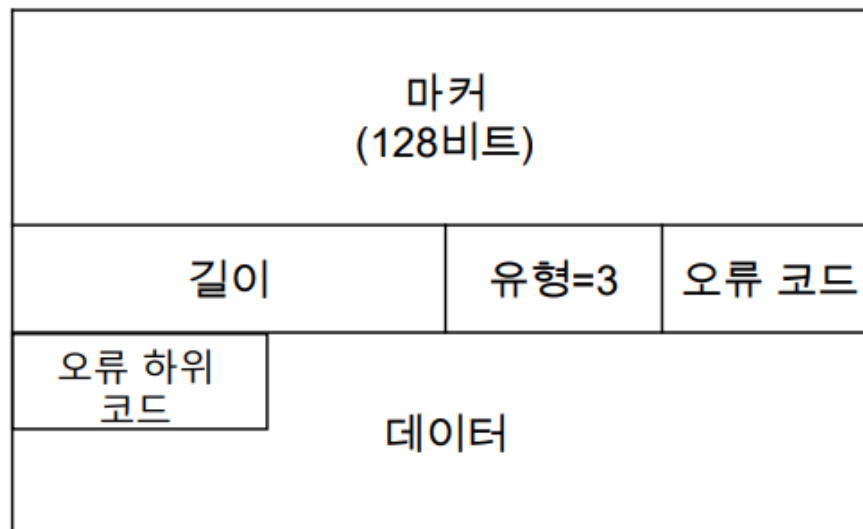 마커
(128비트)
길이
유형=3
오류 코드
오류 하위
코드
데이터